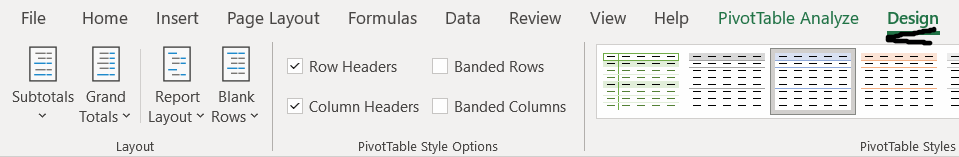 File Home Insert Page Layout Formulas Data Review View Help PivotTable Analyze Design
Subtotals Grand Totals Report Layout Blank Rows
Row Headers Banded Rows
Column Headers Banded Columns
Layout PivotTable Style Options PivotTable Styles